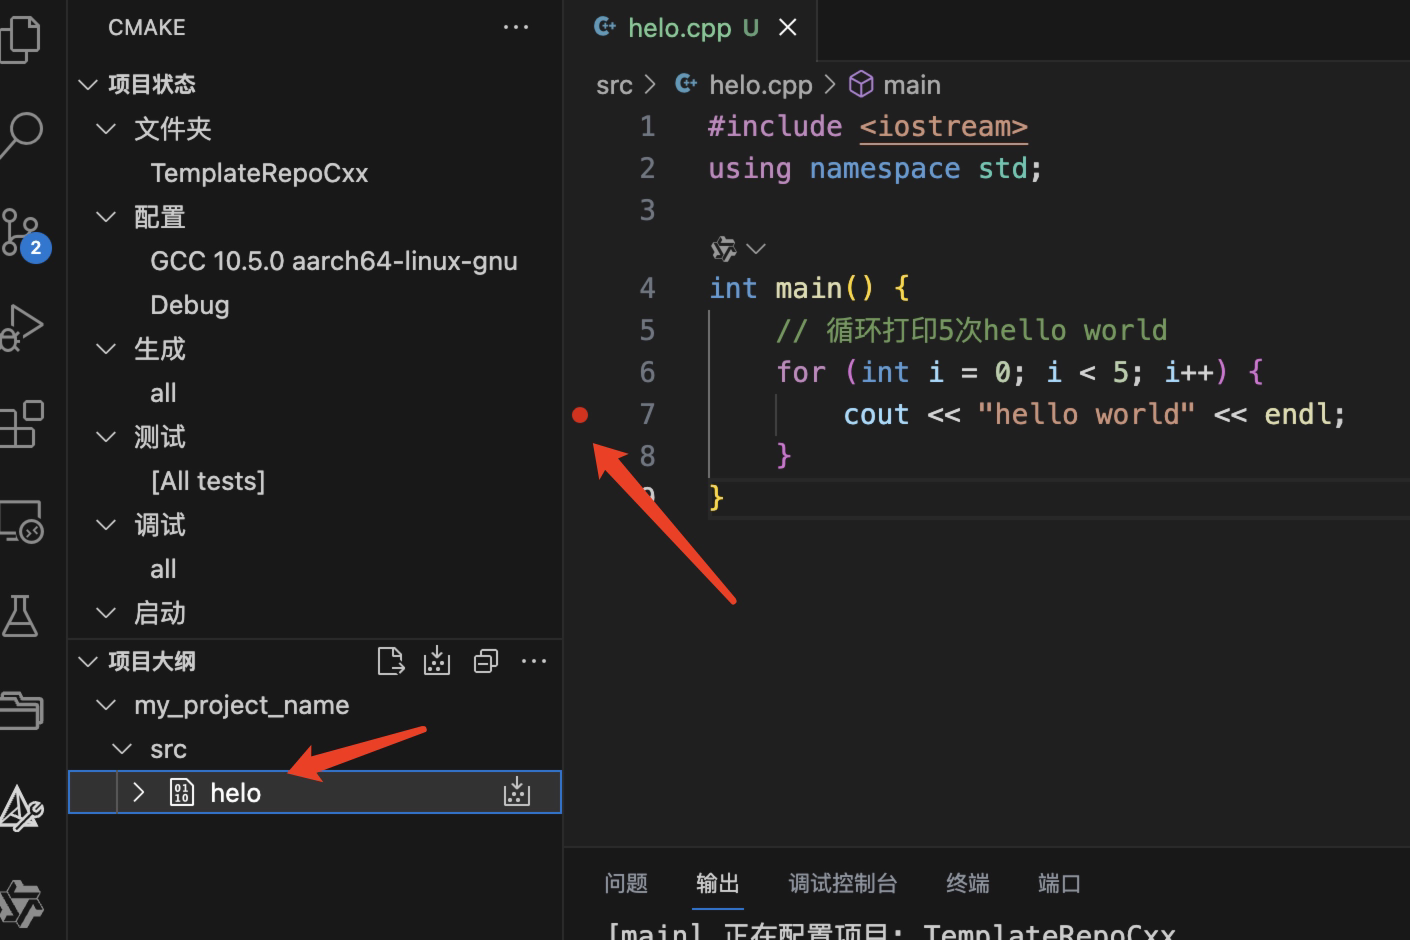 CMAKE
项目状态
文件夹
TemplateRepoCxx
配置
GCC 10.5.0 aarch64-linux-gnu
Debug
生成
all
测试
[All tests]
调试
all
启动
项目大纲
my_project_name
src
helo
2
helo.cpp U
src > helo.cpp > main
1 #include <iostream>
2 using namespace std;
3
4 int main() {
5 // 循环打印5次hello world
6 for (int i = 0; i < 5; i++) {
7 cout << "hello world" << endl;
8 }
9 }
问题 输出 调试控制台 终端 端口
[main] 正在配置项目: TemplateRepoCxx